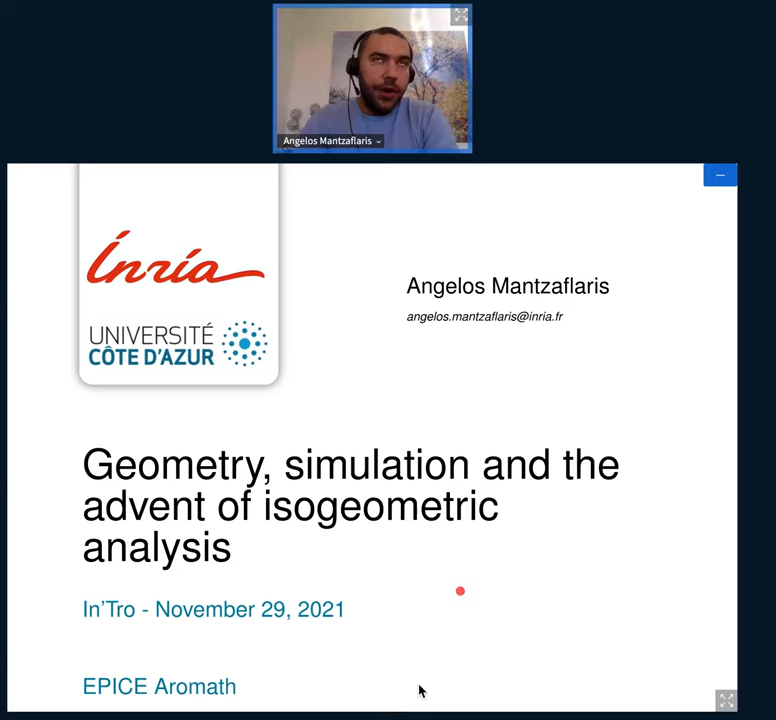 Angelos Mantzaflaris
Inria
UNIVERSITÉ
CÔTE D'AZUR
Angelos Mantzaflaris
angelos.mantzaflaris@inria.fr
Geometry, simulation and the
advent of isogeometric
analysis
In'Tro - November 29, 2021
EPICE Aromath